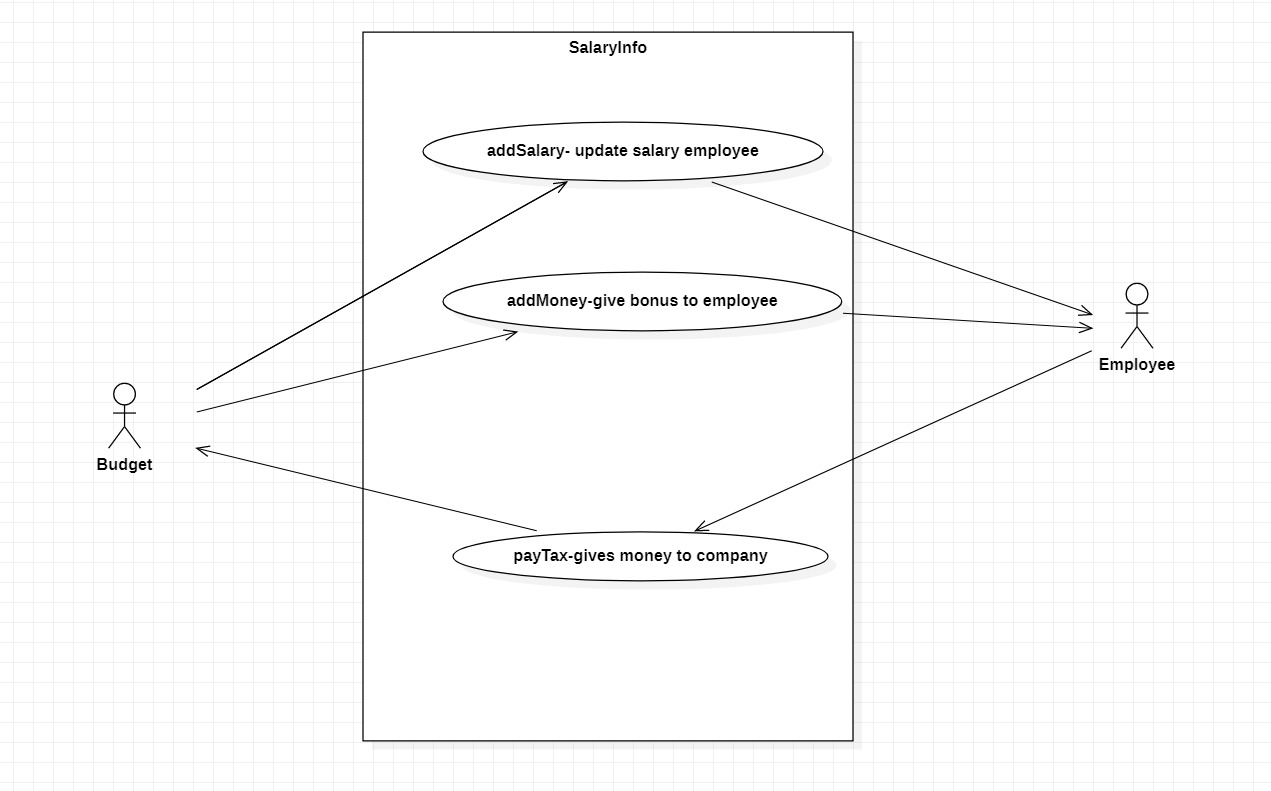 SalaryInfo
addSalary- update salary employee
addMoney-give bonus to employee
Employee
Budget
payTax-gives money to company